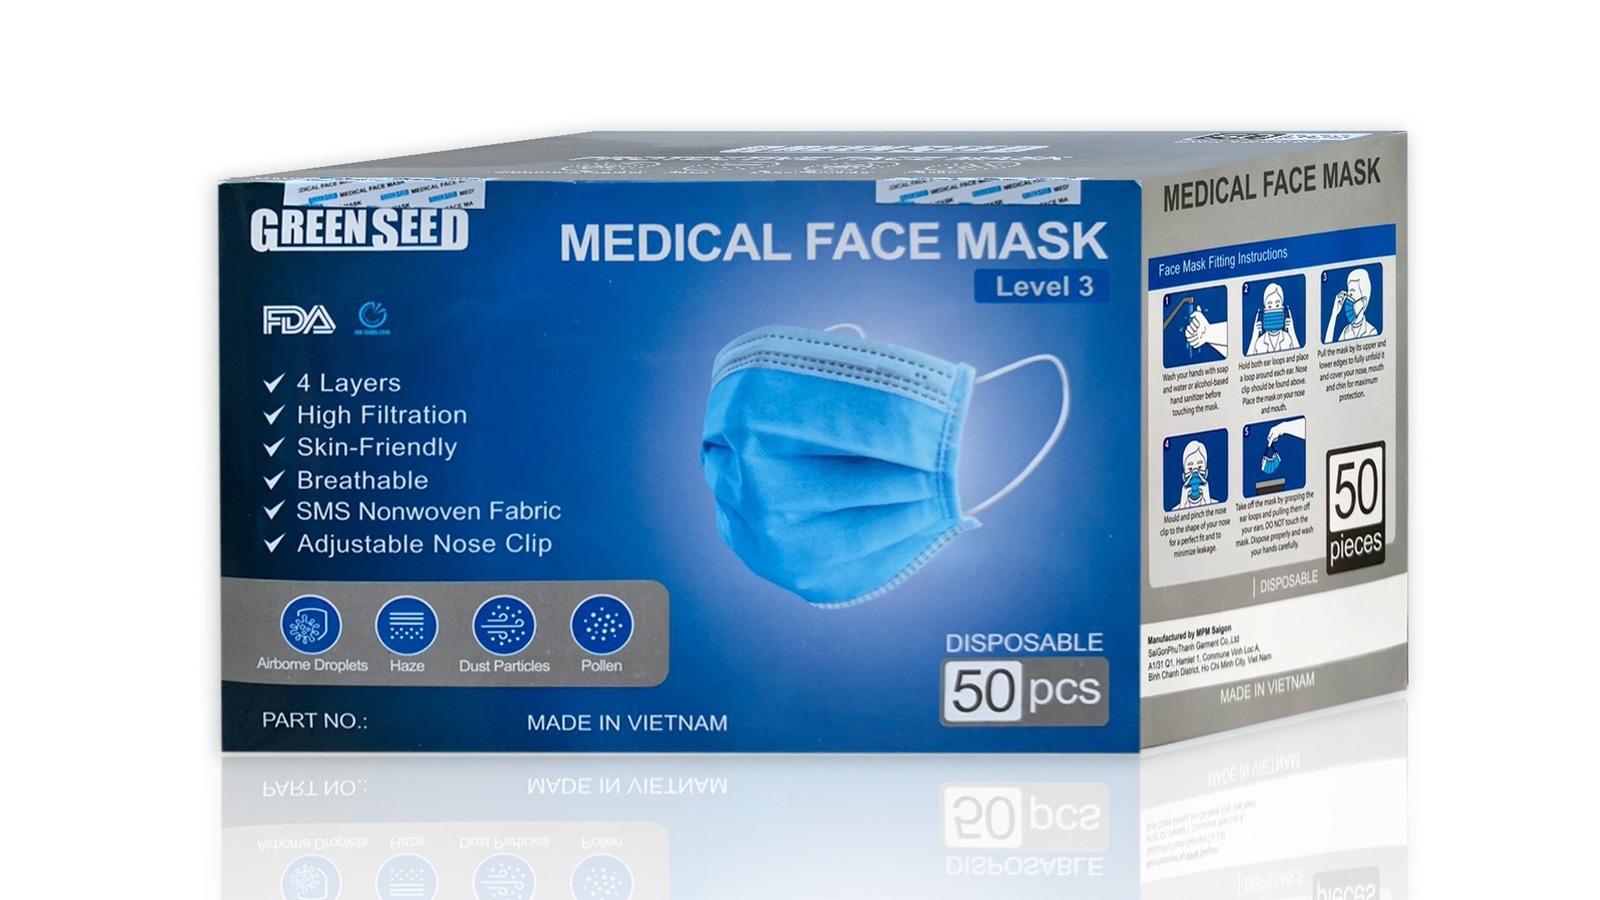 GREEN SEED
MEDICAL FACE MASK
Level 3
FDA
4 Layers
High Filtration
Skin-Friendly
Breathable
SMS Nonwoven Fabric
Adjustable Nose Clip
Airborne Droplets
Haze
Dust Particles
Pollen
PART NO.:
MADE IN VIETNAM
DISPOSABLE
50 pcs
MEDICAL FACE MASK
Face Mask Fitting Instructions
1
Wash your hands with soap
and water or alcohol-based
hand sanitizer before
touching the mask.
2
Hold both ear loops and place
a loop around each ear. Nose
clip should be found above.
Place the mask on your nose
and mouth.
3
Pull the mask by its upper and
lower edges to fully unfold it
and cover your nose, mouth
and chin for maximum
protection.
4
Mould and pinch the nose
clip to the shape of your nose
for a perfect fit and to
minimize leakage.
5
Take off the mask by grasping the
ear loops and pulling them off
your ears. DO NOT touch the
mask. Dispose properly and wash
your hands carefully.
50
pieces
DISPOSABLE
Manufactured by MPM Saigon
SaiGonPhuThanh Garment Co.,Ltd
A1/31 Q1, Hamlet 1, Commune Vinh Loc A,
Binh Chanh District, Ho Chi Minh City, Viet Nam
MADE IN VIETNAM